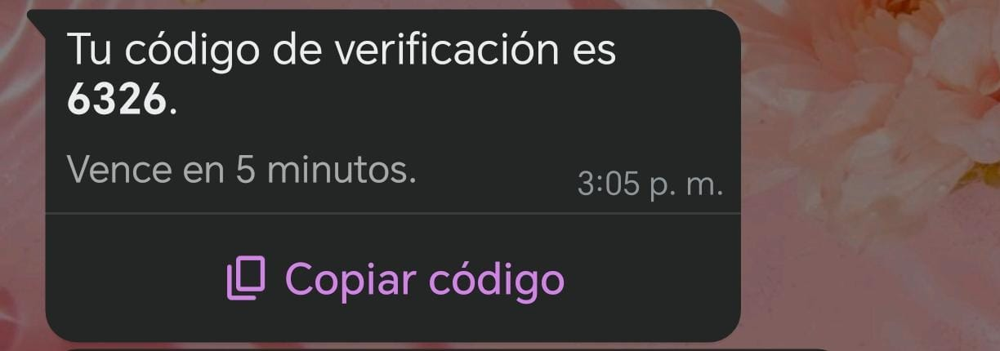 Tu código de verificación es
6326.
Vence en 5 minutos.
3:05 p. m.
Copiar código